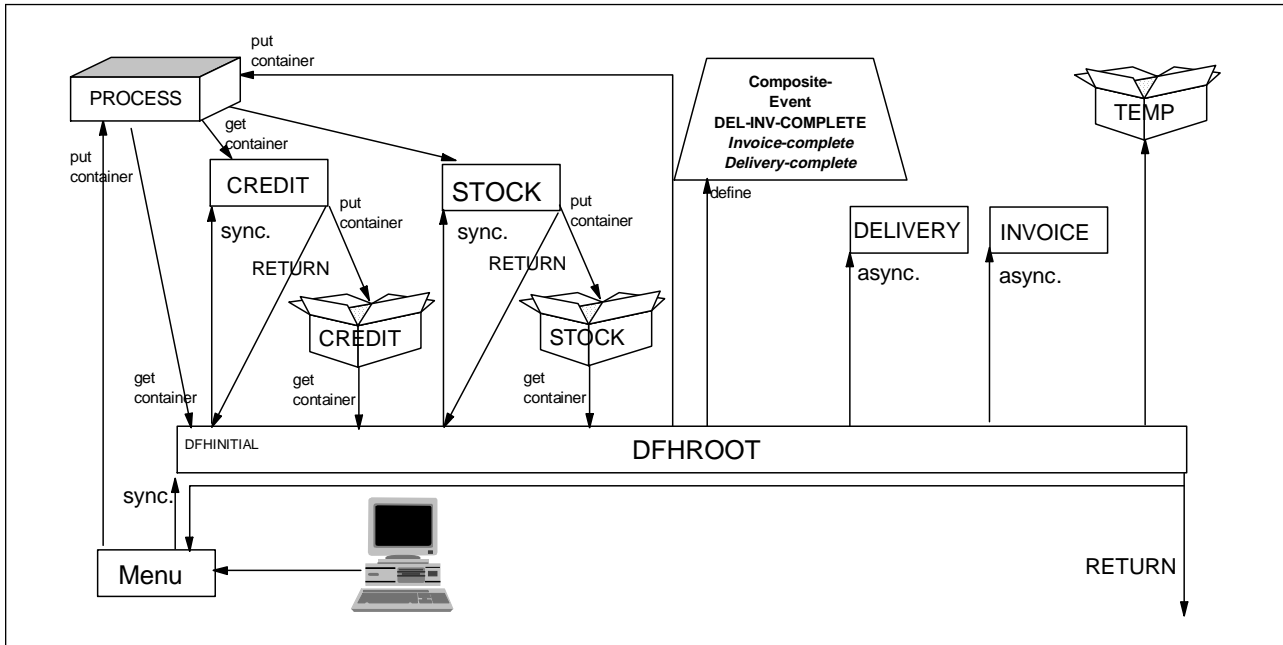 put
container
PROCESS
put
container
get
container
CREDIT
sync.
RETURN
put
container
CREDIT
get
container
get
container
STOCK
sync.
RETURN
put
container
STOCK
get
container
Composite-
Event
DEL-INV-COMPLETE
Invoice-complete
Delivery-complete
define
DELIVERY
async.
INVOICE
async.
TEMP
DFHINITIAL
DFHROOT
sync.
Menu
RETURN